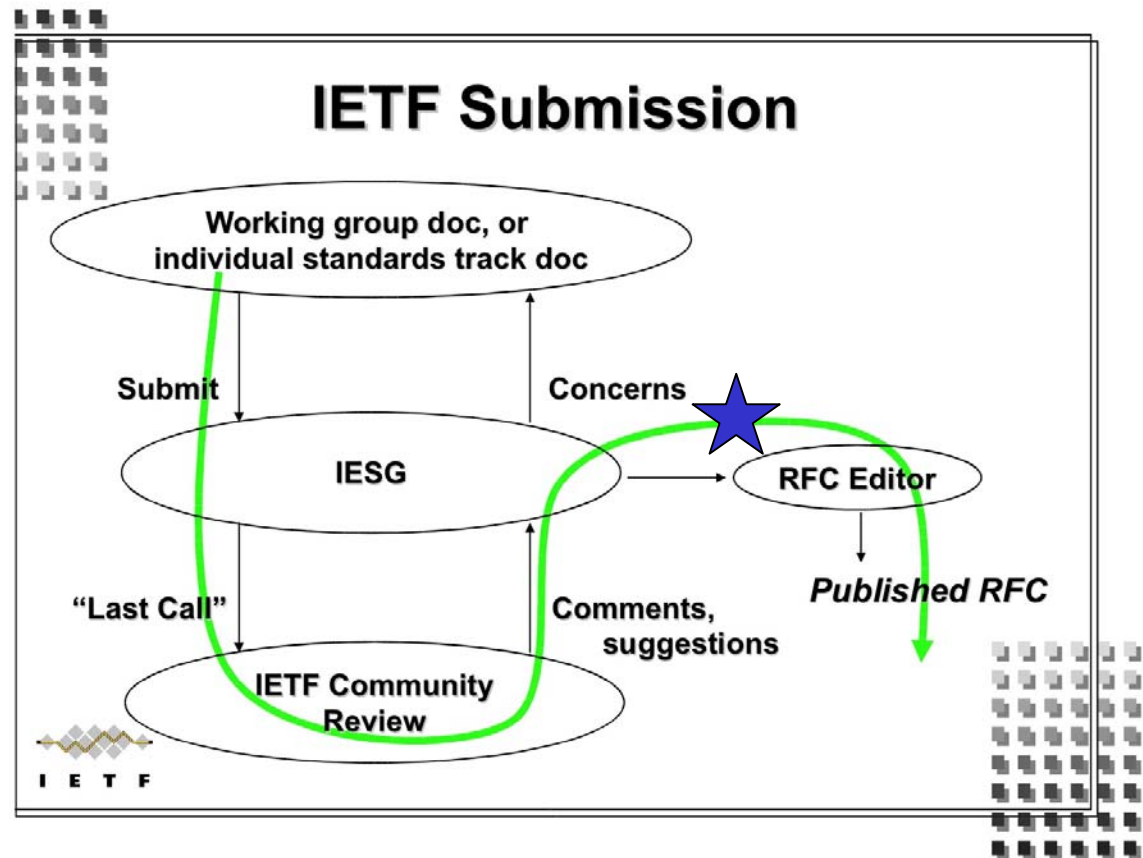 IETF Submission
Working group doc, or
individual standards track doc
Submit
Concerns
IESG
RFC Editor
“Last Call”
Comments,
suggestions
Published RFC
IETF Community
Review
I E T F